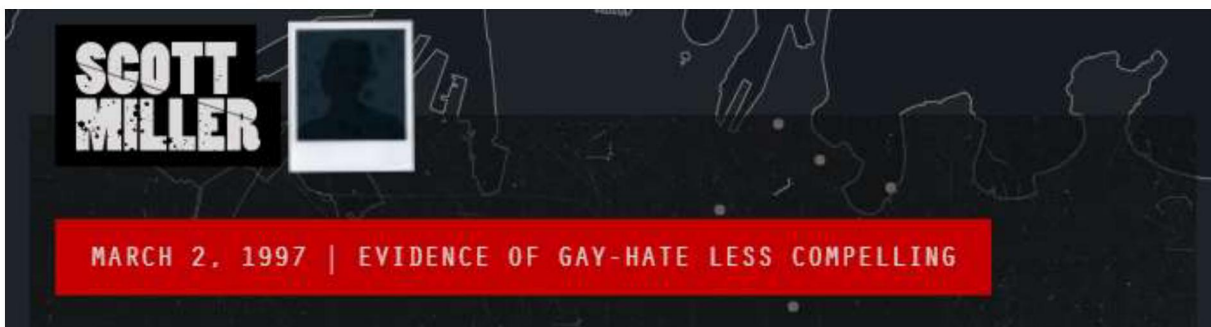 SCOTT
MILLER
MARCH 2, 1997 | EVIDENCE OF GAY-HATE LESS COMPELLING